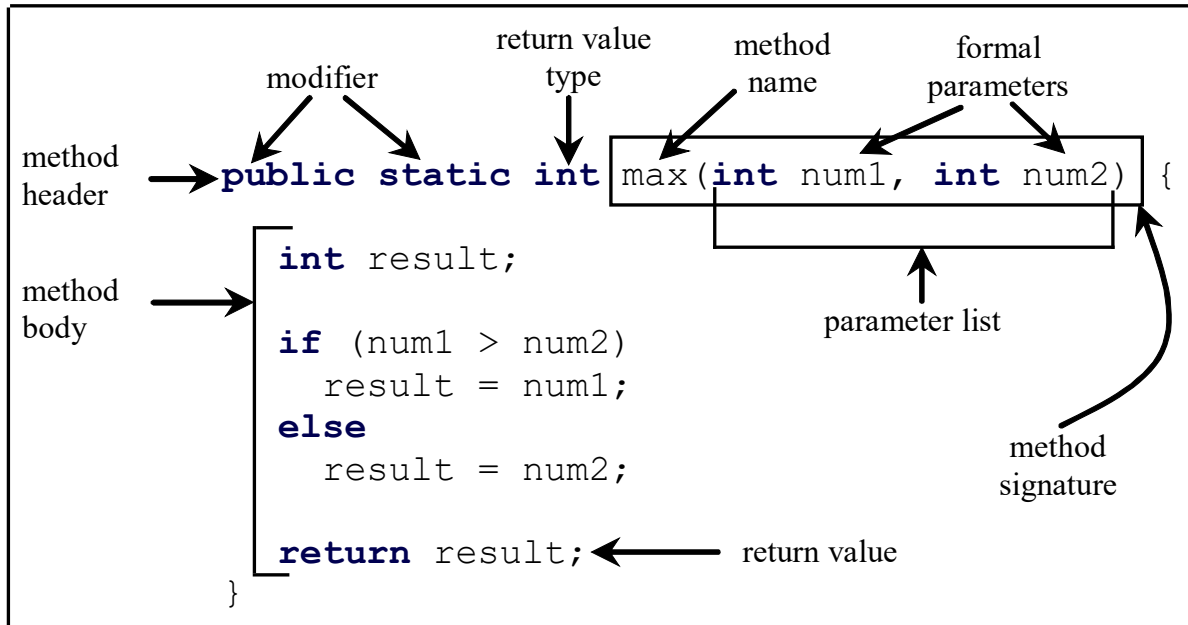 return value
type
method
name
formal
parameters
modifier
method
header
public static int max(int num1, int num2) {
int result;
method
body
parameter list
if (num1 > num2)
result = num1;
else
result = num2;
method
signature
return result;
return value
}